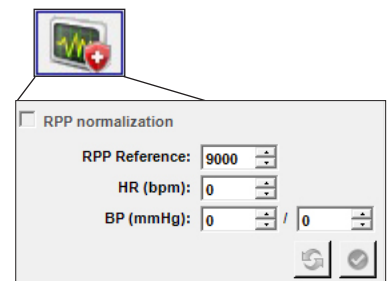 RPP normalization
RPP Reference: 9000
HR (bpm): 0
BP (mmHg): 0 / 0